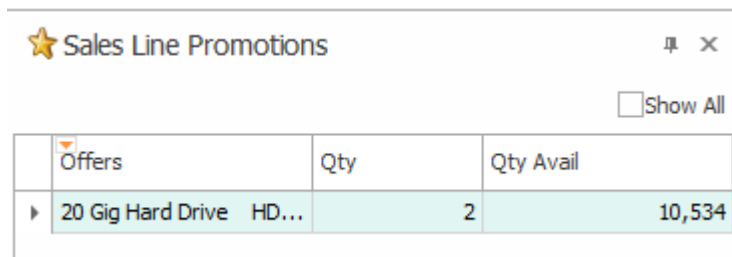 Sales Line Promotions
Show All
Offers Qty Qty Avail
20 Gig Hard Drive HD... 2 10,534